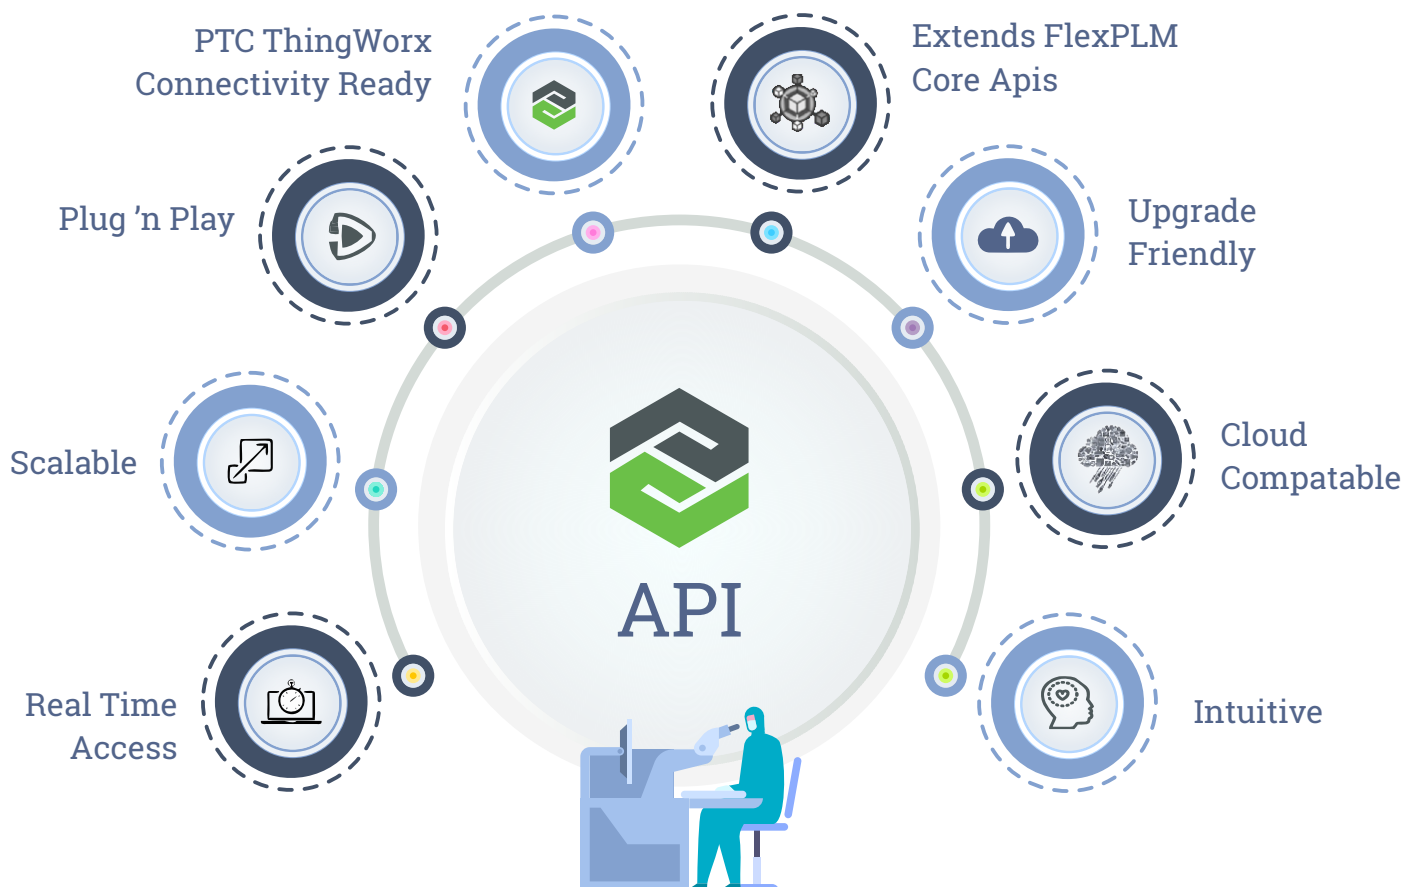 PTC ThingWorx
Connectivity Ready
Extends FlexPLM
Core Apis
Plug ’n Play
Upgrade
Friendly
Scalable
Cloud
Compatable
API
Real Time
Access
Intuitive